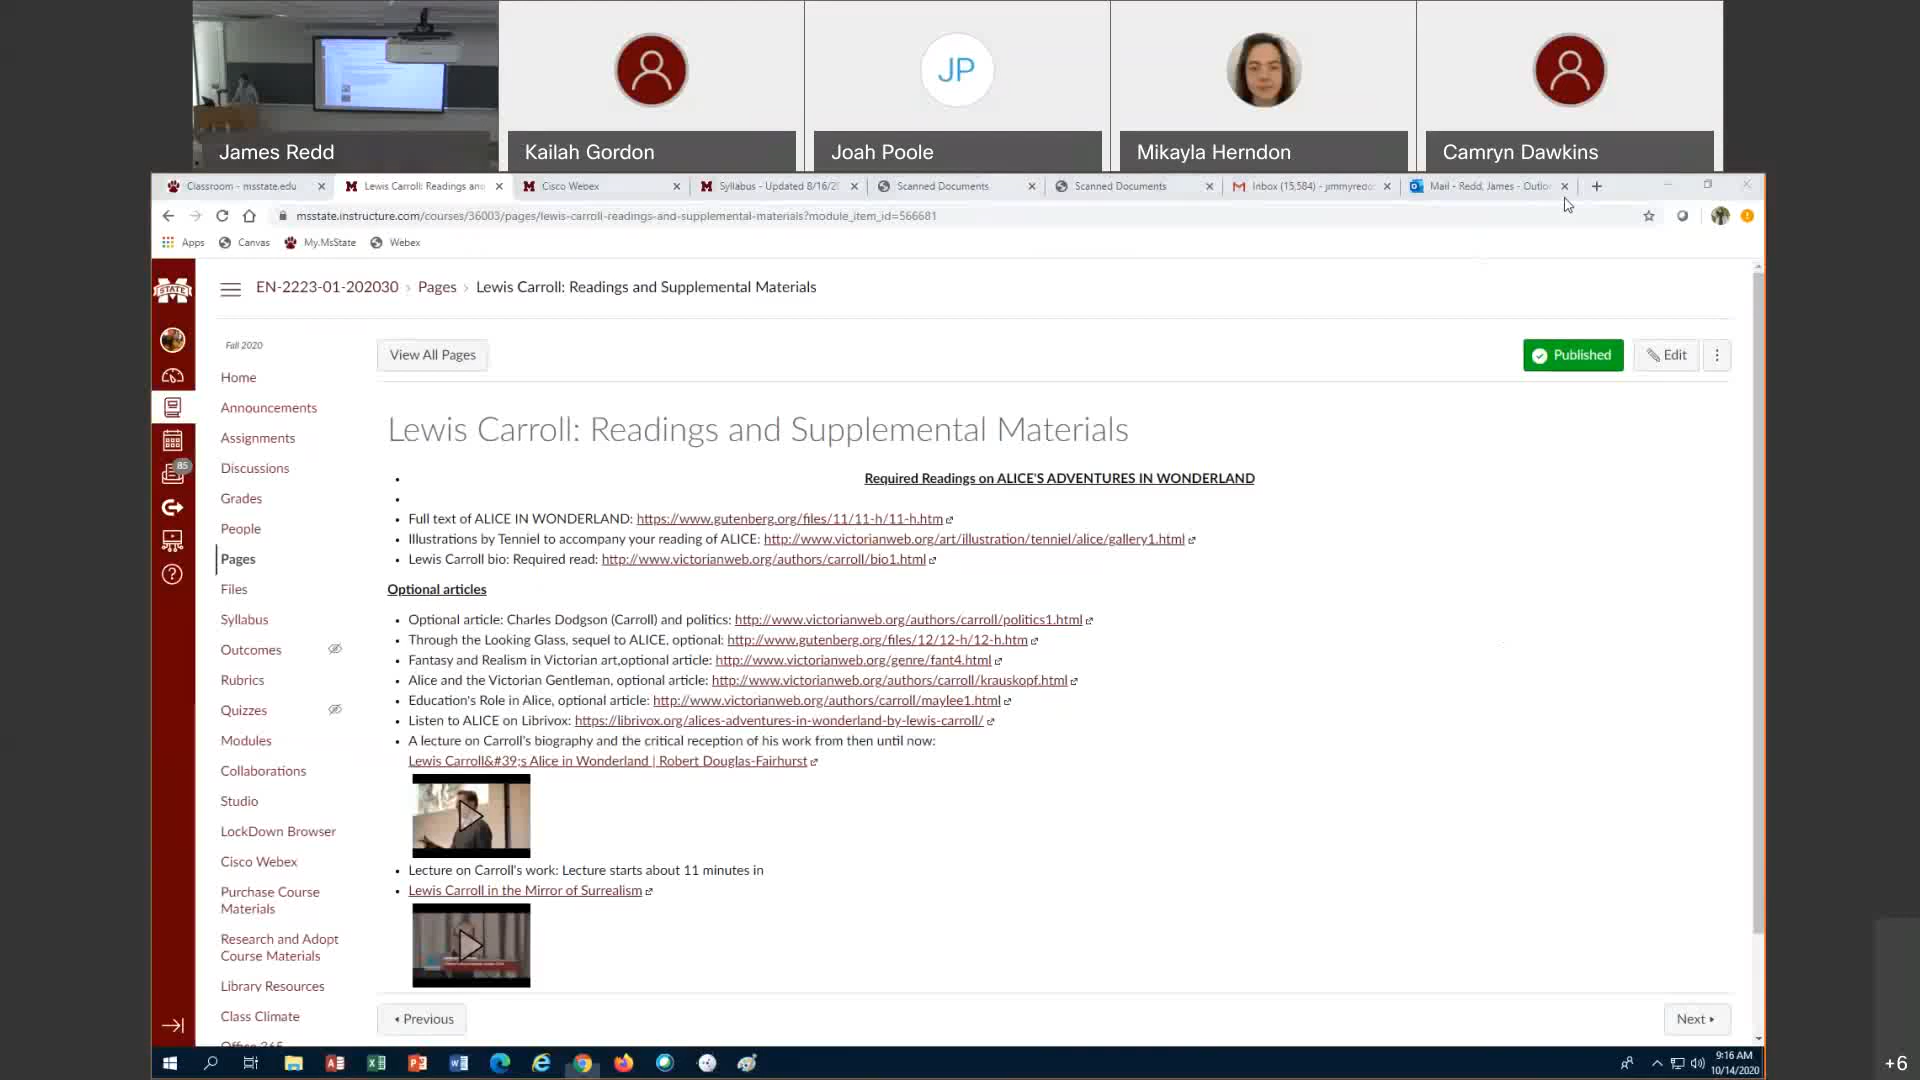 JP
James Redd
Kailah Gordon
Joah Poole
Mikayla Herndon
Camryn Dawkins
Classroom - msstate.edu
Lewis Carroll: Readings and
Cisco Webex
Syllabus - Updated 8/16/2
Scanned Documents
Scanned Documents
Inbox (15,584) - jimmyredd
Mail - Redd, James - Outlo
msstate.instructure.com/courses/36003/pages/lewis-carroll-readings-and-supplemental-materials?module_item_id=566681
Apps
Canvas
My.MsState
Webex
STATE
EN-2223-01-202030 › Pages › Lewis Carroll: Readings and Supplemental Materials
85
Fall 2020
Home
Announcements
Assignments
Discussions
Grades
People
Pages
Files
Syllabus
Outcomes
Rubrics
Quizzes
Modules
Collaborations
Studio
LockDown Browser
Cisco Webex
Purchase Course
Materials
Research and Adopt
Course Materials
Library Resources
Class Climate
Office 365
View All Pages
Published
Edit
Lewis Carroll: Readings and Supplemental Materials
Required Readings on ALICE'S ADVENTURES IN WONDERLAND
Full text of ALICE IN WONDERLAND: https://www.gutenberg.org/files/11/11-h/11-h.htm
Illustrations by Tenniel to accompany your reading of ALICE: http://www.victorianweb.org/art/illustration/tenniel/alice/gallery1.html
Lewis Carroll bio: Required read: http://www.victorianweb.org/authors/carroll/bio1.html
Optional articles
Optional article: Charles Dodgson (Carroll) and politics: http://www.victorianweb.org/authors/carroll/politics1.html
Through the Looking Glass, sequel to ALICE, optional: http://www.gutenberg.org/files/12/12-h/12-h.htm
Fantasy and Realism in Victorian art,optional article: http://www.victorianweb.org/genre/fant4.html
Alice and the Victorian Gentleman, optional article: http://www.victorianweb.org/authors/carroll/krauskopf.html
Education's Role in Alice, optional article: http://www.victorianweb.org/authors/carroll/maylee1.html
Listen to ALICE on Librivox: https://librivox.org/alices-adventures-in-wonderland-by-lewis-carroll/
A lecture on Carroll's biography and the critical reception of his work from then until now:
Lewis Carroll&#39;s Alice in Wonderland | Robert Douglas-Fairhurst
Lecture on Carroll's work: Lecture starts about 11 minutes in
Lewis Carroll in the Mirror of Surrealism
Previous
Next
9:16 AM
10/14/2020
+6